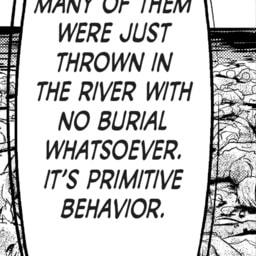 MANY OF THEM
WERE JUST
THROWN IN
THE RIVER WITH
NO BURIAL
WHATSOEVER.
IT'S PRIMITIVE
BEHAVIOR.